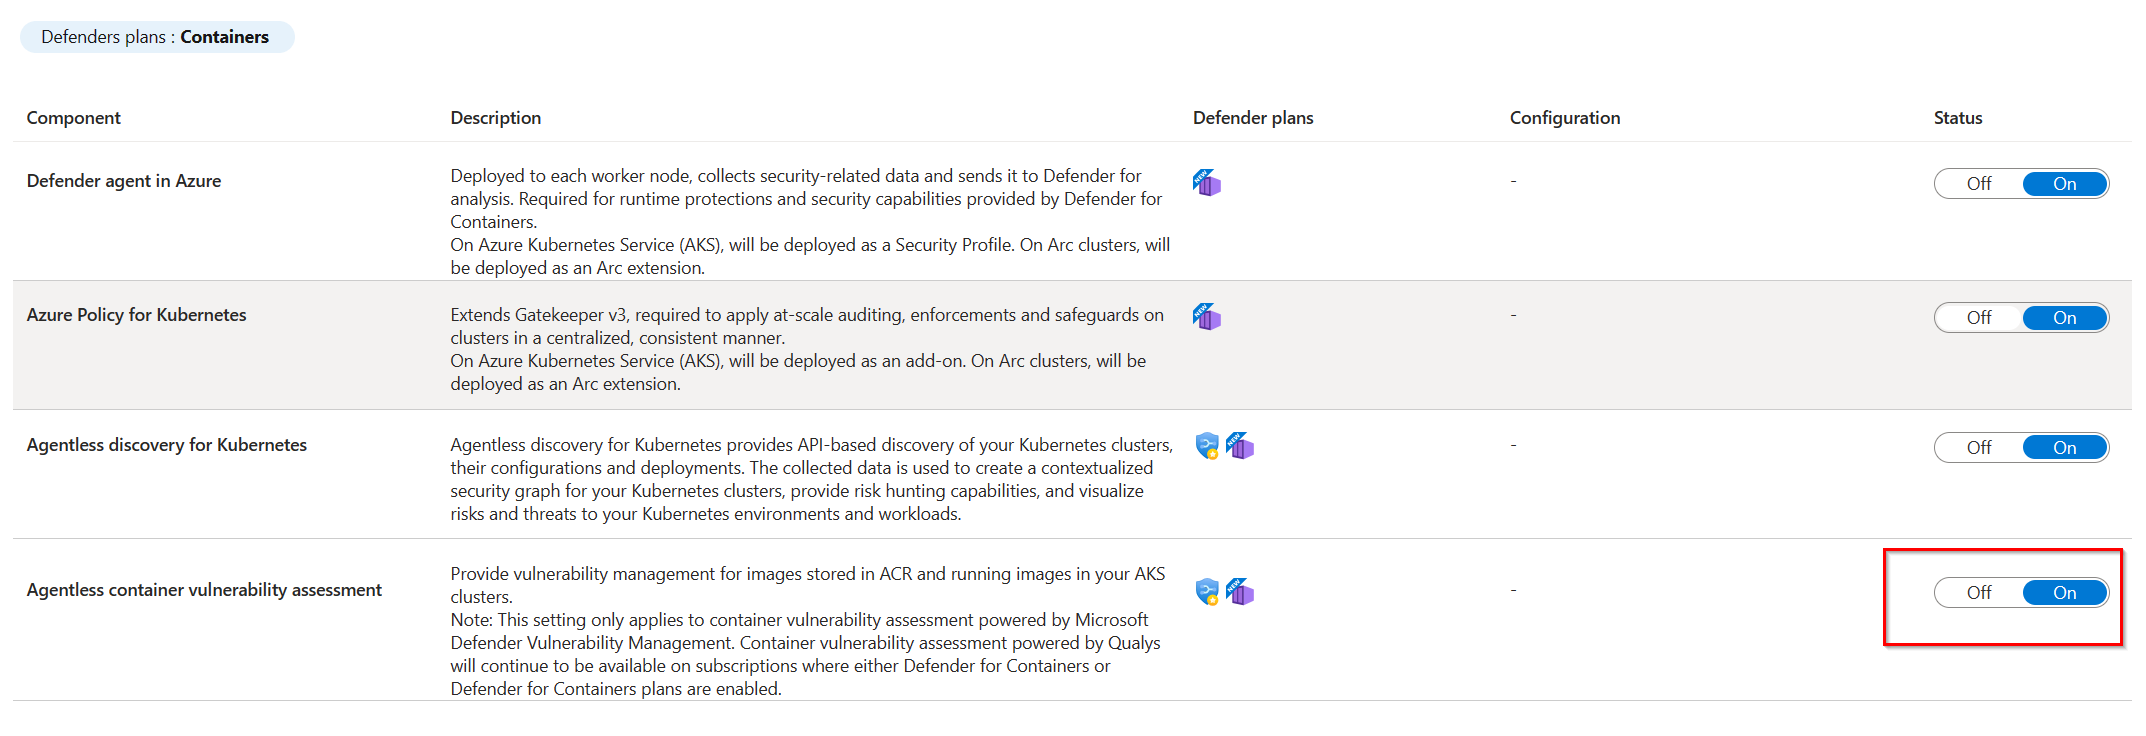 Defenders plans : Containers
Component Description Defender plans Configuration Status
Defender agent in Azure
Deployed to each worker node, collects security-related data and sends it to Defender for
analysis. Required for runtime protections and security capabilities provided by Defender for
Containers.
On Azure Kubernetes Service (AKS), will be deployed as a Security Profile. On Arc clusters, will
be deployed as an Arc extension.
NEW
-
Off On
Azure Policy for Kubernetes
Extends Gatekeeper v3, required to apply at-scale auditing, enforcements and safeguards on
clusters in a centralized, consistent manner.
On Azure Kubernetes Service (AKS), will be deployed as an add-on. On Arc clusters, will be
deployed as an Arc extension.
NEW
-
Off On
Agentless discovery for Kubernetes
Agentless discovery for Kubernetes provides API-based discovery of your Kubernetes clusters,
their configurations and deployments. The collected data is used to create a contextualized
security graph for your Kubernetes clusters, provide risk hunting capabilities, and visualize
risks and threats to your Kubernetes environments and workloads.
NEW
-
Off On
Agentless container vulnerability assessment
Provide vulnerability management for images stored in ACR and running images in your AKS
clusters.
Note: This setting only applies to container vulnerability assessment powered by Microsoft
Defender Vulnerability Management. Container vulnerability assessment powered by Qualys
will continue to be available on subscriptions where either Defender for Containers or
Defender for Containers plans are enabled.
NEW
-
Off On